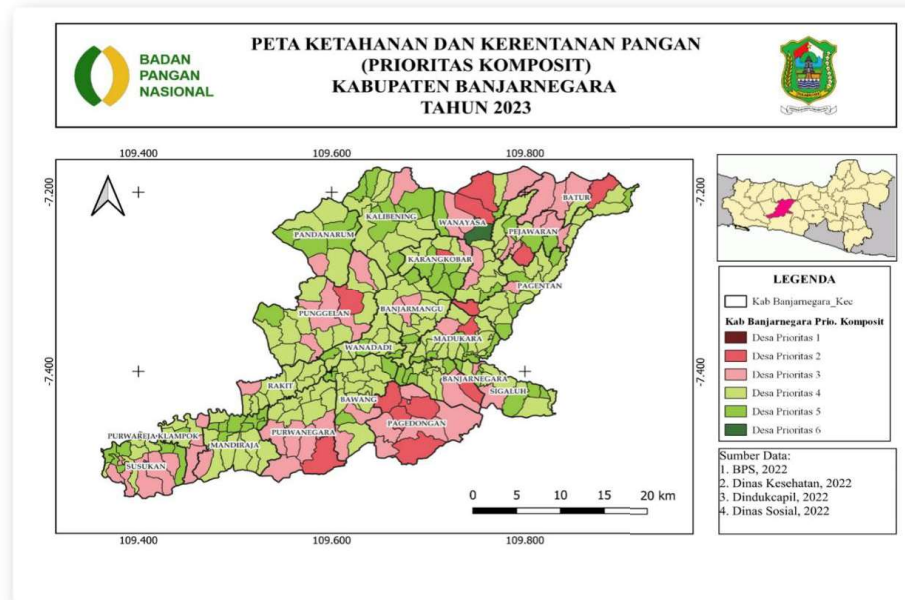 BADAN
PANGAN
NASIONAL
PETA KETAHANAN DAN KERENTANAN PANGAN
(PRIORITAS KOMPOSIT)
KABUPATEN BANJARNEGARA
TAHUN 2023
109.400 109.600 109.800
-7.200 -7.200
BATUR
KALIBENING
WANAYASA
PEJAWARAN
PANDANARUM
KARANGKOBAR
PAGENTAN
PUNGGELAN
BANJARMANGU
MADUKARA
WANADADI
-7.400 -7.400
BANJARNEGARA
RAKIT
SIGALUH
BAWANG
PAGEDONGAN
PURWAREJA KLAMPOK
PURWANEGARA
MANDIRAJA
SUSUKAN
0 5 10 15 20 km
109.400 109.600 109.800
LEGENDA
Kab Banjarnegara_Kec
Kab Banjarnegara Prio. Komposit
Desa Prioritas 1
Desa Prioritas 2
Desa Prioritas 3
Desa Prioritas 4
Desa Prioritas 5
Desa Prioritas 6
Sumber Data:
1. BPS, 2022
2. Dinas Kesehatan, 2022
3. Dindukcapil, 2022
4. Dinas Sosial, 2022